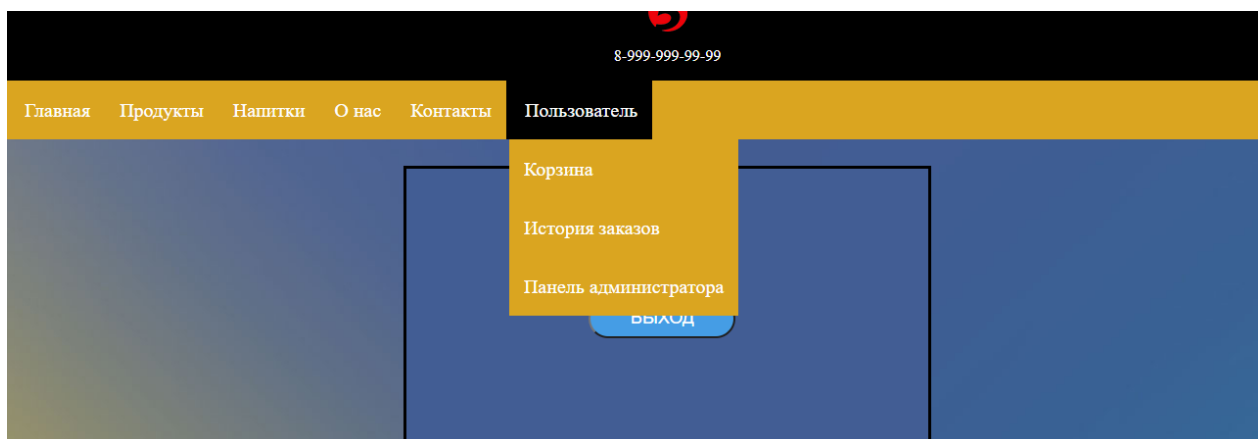 8-999-999-99-99
Главная Продукты Напитки О нас Контакты Пользователь
Корзина
История заказов
Панель администратора
ВЫХОД